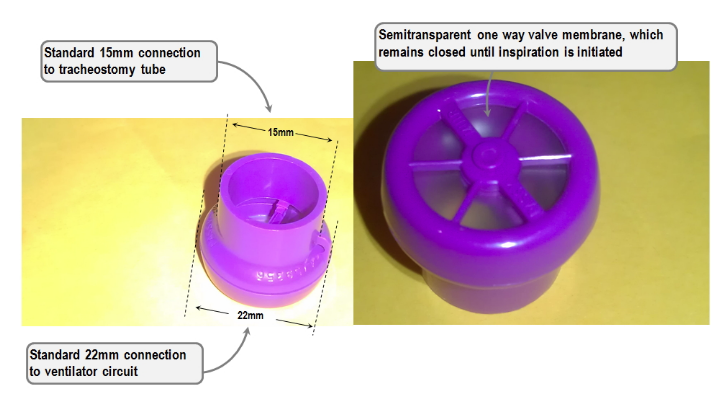 Standard 15mm connection
to tracheostomy tube
Semitransparent one way valve membrane, which
remains closed until inspiration is initiated
15mm
22mm
Standard 22mm connection
to ventilator circuit